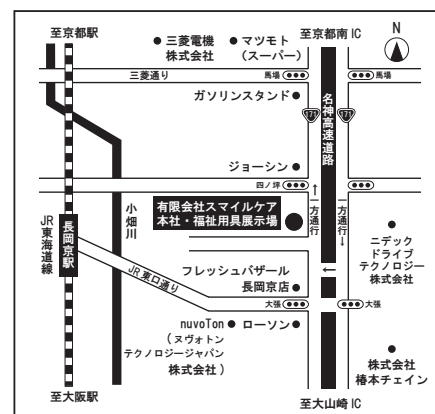 至京都駅
三菱電機
株式会社
マツモト
(スーパー)
至京都南IC
N
三菱通り
馬場
馬場
ガソリンスタンド
171
171
名神高速道路
ジョーシン
四ノ坪
小畑川
有限会社スマイルケア
本社・福祉用具展示場
一方通行
一方通行
JR東海道線
長岡京駅
JR東口通り
フレッシュバザール
長岡京店
ニデック
ドライブ
テクノロジー
株式会社
大張
大張
nuvoTon
ローソン
(ヌヴォトン
テクノロジージャパン
株式会社)
株式会社
椿本チェイン
至大阪駅
至大山崎IC